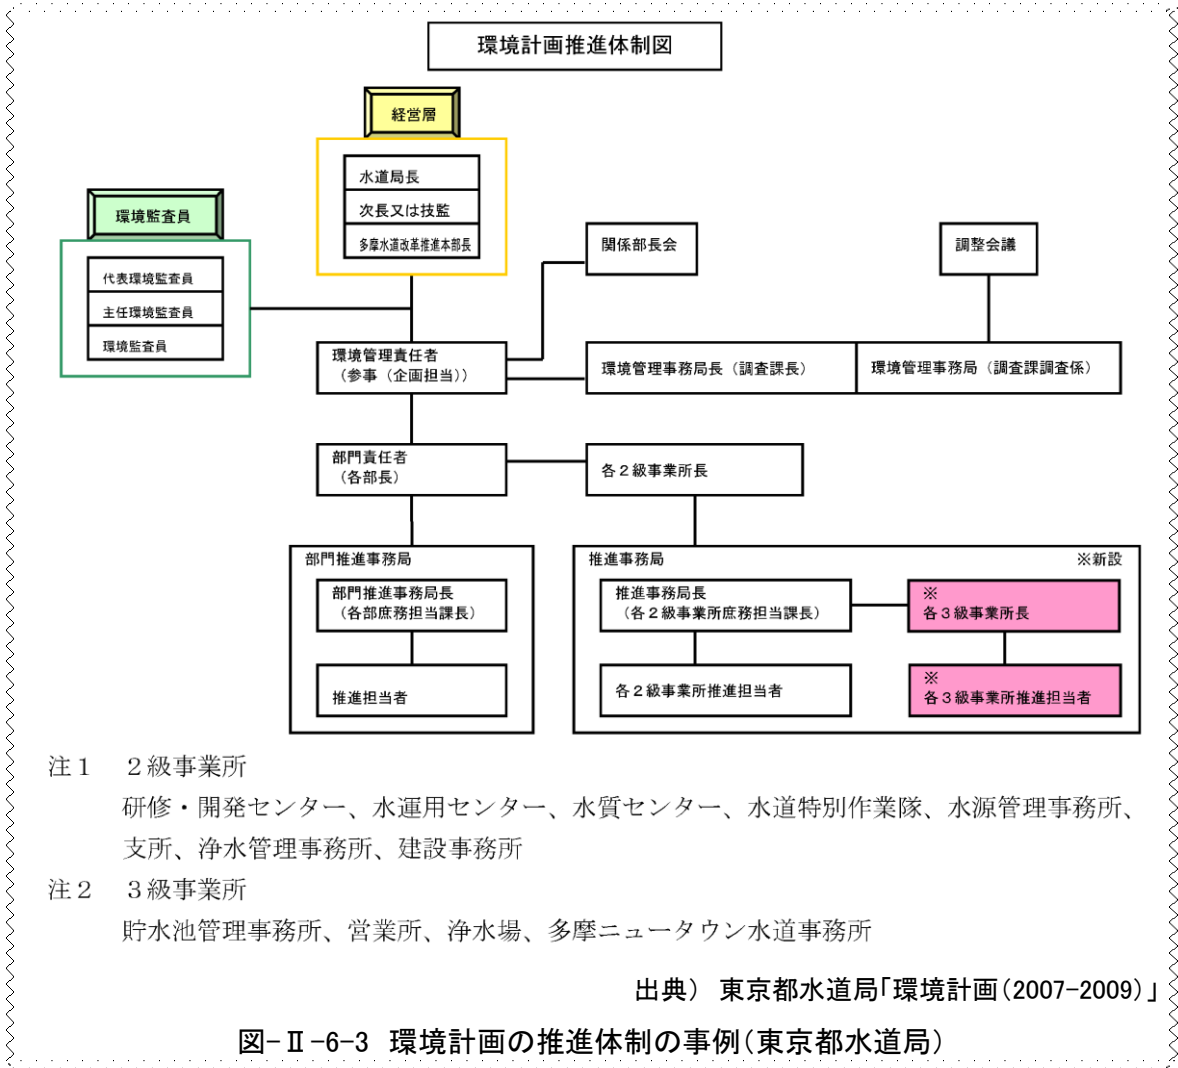 環境計画推進体制図
経営層
水道局長
次長又は技監
多摩水道改革推進本部長
環境監査員
代表環境監査員
主任環境監査員
環境監査員
関係部長会
調整会議
環境管理責任者
（参事（企画担当））
環境管理事務局長（調査課長）
環境管理事務局（調査課調査係）
部門責任者
（各部長）
各２級事業所長
部門推進事務局
部門推進事務局長
（各部庶務担当課長）
推進担当者
推進事務局
※新設
推進事務局長
（各２級事業所庶務担当課長）
※
各３級事業所長
各２級事業所推進担当者
※
各３級事業所推進担当者
注１　２級事業所
研修・開発センター、水運用センター、水質センター、水道特別作業隊、水源管理事務所、
支所、浄水管理事務所、建設事務所
注２　３級事業所
貯水池管理事務所、営業所、浄水場、多摩ニュータウン水道事務所
出典） 東京都水道局「環境計画（2007-2009）」
図-Ⅱ-6-3 環境計画の推進体制の事例（東京都水道局）